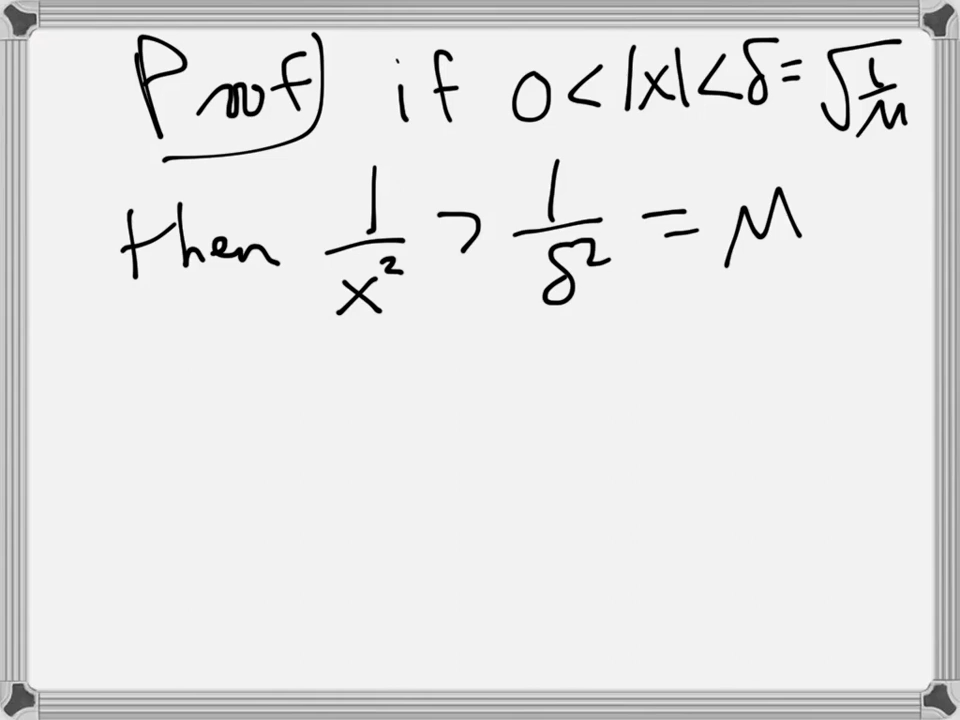 Proof) if 0 < |x| < δ = √(1/M)
then 1/x² > 1/δ² = M